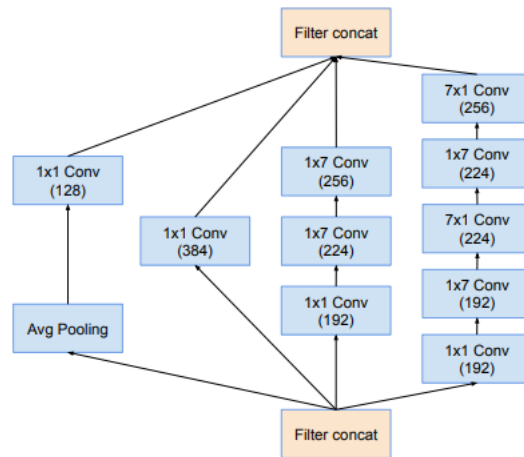 Filter concat
7x1 Conv
(256)
1x7 Conv
(224)
1x1 Conv
(128)
1x7 Conv
(256)
7x1 Conv
(224)
1x1 Conv
(384)
1x7 Conv
(224)
1x7 Conv
(192)
1x1 Conv
(192)
Avg Pooling
1x1 Conv
(192)
Filter concat